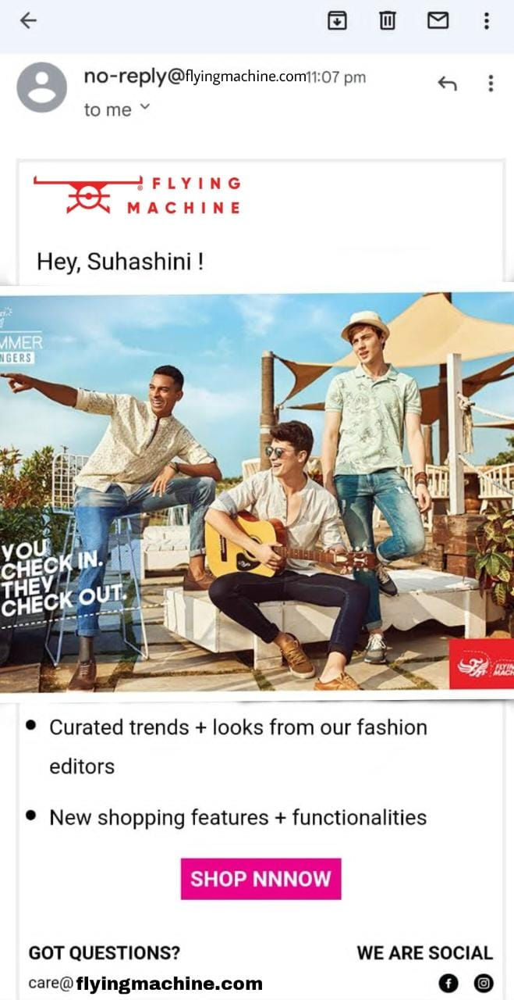 no-reply@flyingmachine.com11:07 pm
to me
FLYING
MACHINE
Hey, Suhashini !
MMER
NGERS
YOU
CHECK IN.
THEY
CHECK OUT.
FLYIN
MACH
Curated trends + looks from our fashion
editors
New shopping features + functionalities
SHOP NNNOW
GOT QUESTIONS?
WE ARE SOCIAL
care@flyingmachine.com